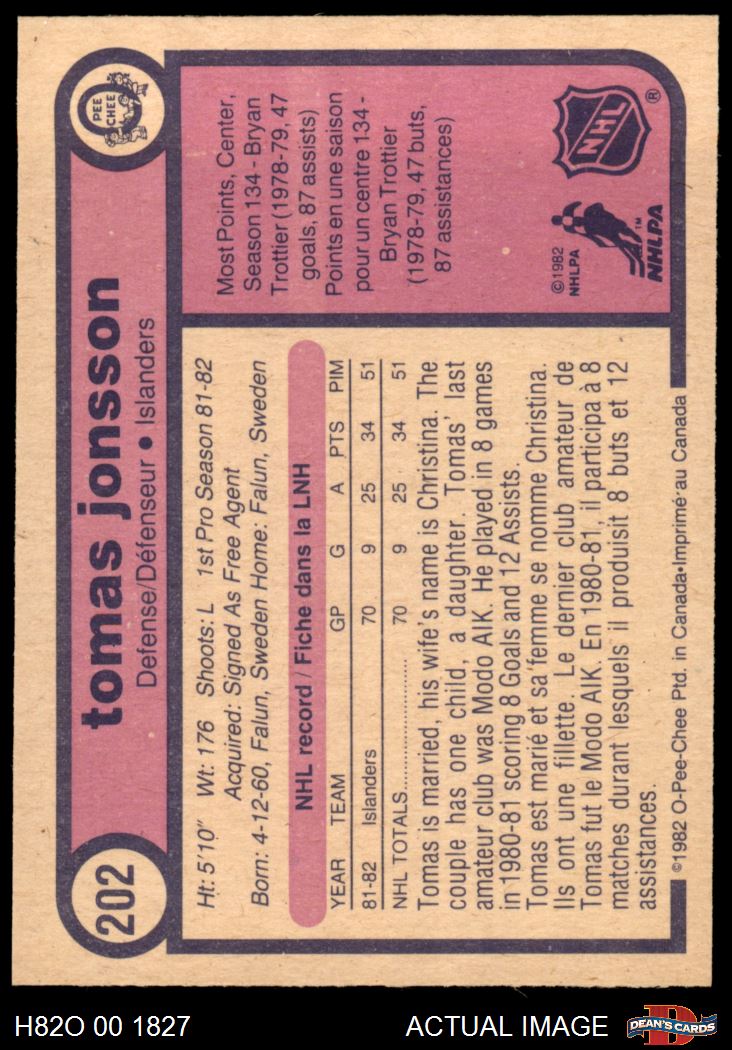 202
tomas jonsson
Defense/Défenseur • Islanders
O
PEE
CHEE
Ht: 5'10" Wt: 176 Shoots: L 1st Pro Season 81-82
Acquired: Signed As Free Agent
Born: 4-12-60, Falun, Sweden Home: Falun, Sweden
NHL record / Fiche dans la LNH
YEAR TEAM GP G A PTS PIM
81-82 Islanders 70 9 25 34 51
NHL TOTALS 70 9 25 34 51
Tomas is married, his wife's name is Christina. The
couple has one child, a daughter. Tomas' last
amateur club was Modo AIK. He played in 8 games
in 1980-81 scoring 8 Goals and 12 Assists.
Tomas est marié et sa femme se nomme Christina.
Ils ont une fillette. Le dernier club amateur de
Tomas fut le Modo AIK. En 1980-81, il participa à 8
matches durant lesquels il produisit 8 buts et 12
assistances.
©1982 O-Pee-Chee Ptd. in Canada•Imprimé au Canada
Most Points, Center,
Season 134 - Bryan
Trottier (1978-79, 47
goals, 87 assists)
Points en une saison
pour un centre 134 -
Bryan Trottier
(1978-79, 47 buts,
87 assistances)
©1982
NHLPA
NHLPA
TM
NHL
®
H82O 00 1827
ACTUAL IMAGE
D
DEAN'S CARDS